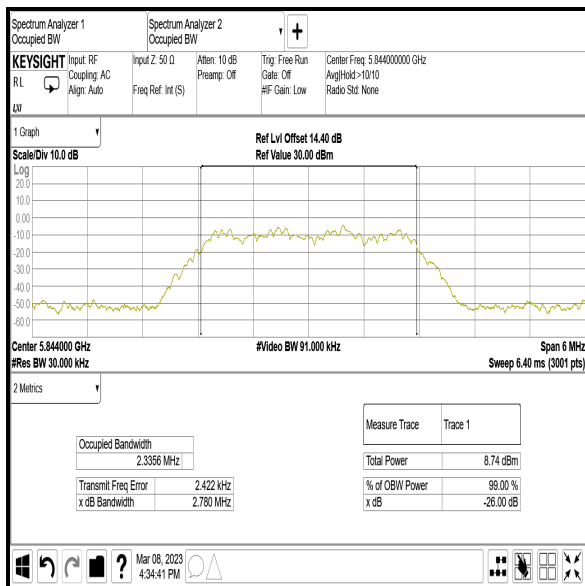 Spectrum Analyzer 1
Occupied BW
Spectrum Analyzer 2
Occupied BW
+
KEYSIGHT
R L
LXI
Input: RF
Coupling: AC
Align: Auto
Input Z: 50 Ω
Freq Ref: Int (S)
Atten: 10 dB
Preamp: Off
Trig: Free Run
Gate: Off
#IF Gain: Low
Center Freq: 5.844000000 GHz
Avg|Hold:>10/10
Radio Std: None
1 Graph
Scale/Div 10.0 dB
Ref Lvl Offset 14.40 dB
Ref Value 30.00 dBm
Log
20.0
10.0
0.00
-10.0
-20.0
-30.0
-40.0
-50.0
-60.0
Center 5.844000 GHz
#Res BW 30.000 kHz
#Video BW 91.000 kHz
Span 6 MHz
Sweep 6.40 ms (3001 pts)
2 Metrics
Occupied Bandwidth
2.3356 MHz
Transmit Freq Error 2.422 kHz
x dB Bandwidth 2.780 MHz
Measure Trace Trace 1
Total Power 8.74 dBm
% of OBW Power 99.00 %
x dB -26.00 dB
?
Mar 08, 2023
4:34:41 PM